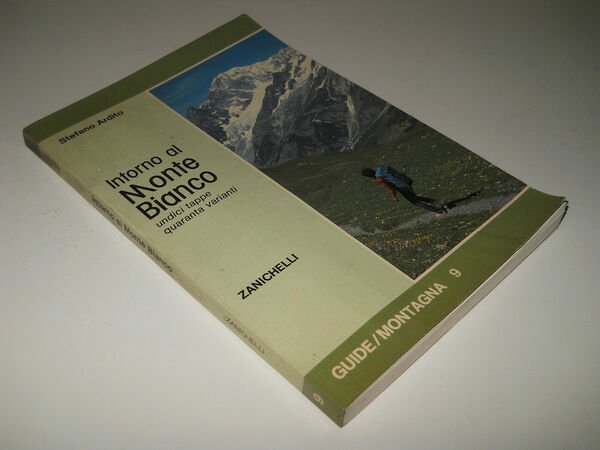 Stefano Ardito
Intorno al
Monte
Bianco
undici tappe
quaranta varianti
ZANICHELLI
GUIDE/MONTAGNA 9
Intorno al Monte Bianco
ZANICHELLI
9